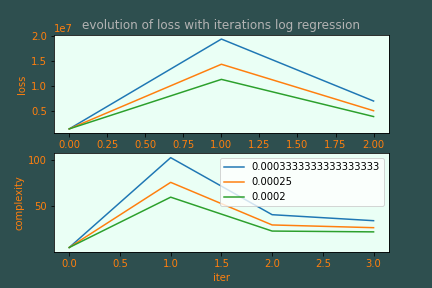 evolution of loss with iterations log regression
1e7
2.0
1.5
1.0
0.5
loss
0.00 0.25 0.50 0.75 1.00 1.25 1.50 1.75 2.00
100
50
complexity
0.0003333333333333333
0.00025
0.0002
0.0 0.5 1.0 1.5 2.0 2.5 3.0
iter